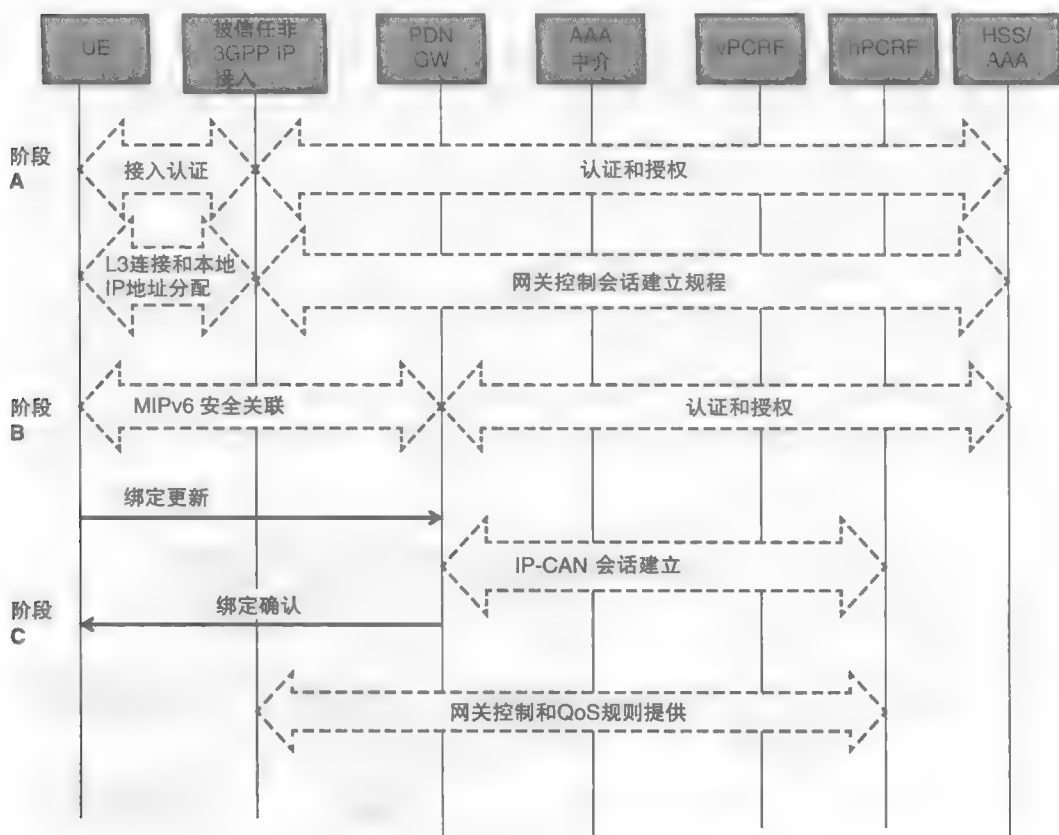 UE
被信任非
3GPP iP
接入
PDN
GW
AAA
中介
vPCRF
hPCRF
HSS/
AAA
阶段
A
接入认证
认证和授权
L3连接和本地
IP地址分配
网关控制会话建立规程
阶段
B
MIPv6 安全关联
认证和授权
绑定更新
IP-CAN 会话建立
阶段
C
绑定确认
网关控制和QoS规则提供